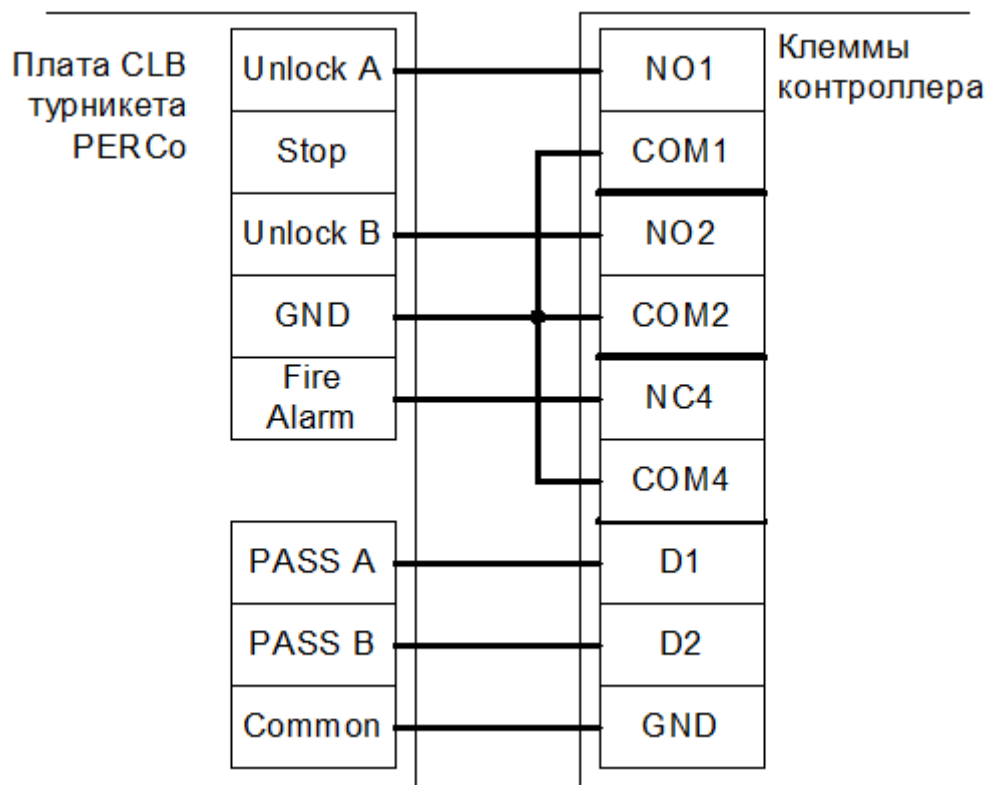 Плата CLB
турникета
PERCo
Unlock A
Stop
Unlock B
GND
Fire
Alarm
PASS A
PASS B
Common
Клеммы
контроллера
NO1
COM1
NO2
COM2
NC4
COM4
D1
D2
GND